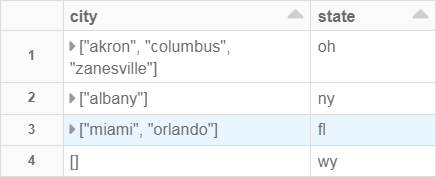 city state
1 ["akron", "columbus", oh
"zanesville"]
2 ["albany"] ny
3 ["miami", "orlando"] fl
4 [] wy